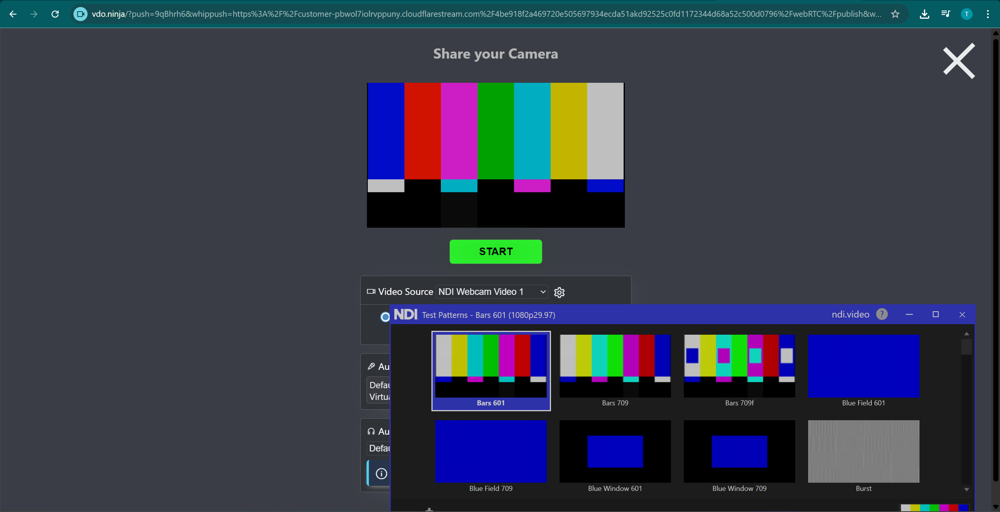 vdo.ninja/?push=9qBhrh6&whippush=https%3A%2F%2Fcustomer-pbwol7iolrvppuny.cloudflarestream.com%2F4be918f2a469720e505697934ecda51akd92525c0fd1172344d68a52c500d0796%2FwebRTC%2Fpublish&w...
T
Share your Camera
START
Video Source NDI Webcam Video 1
NDI Test Patterns - Bars 601 (1080p29.97) ndi.video ?
Au
Defau
Virtua
Bars 601 Bars 709 Bars 709f Blue Field 601
Au
Defau
Blue Field 709 Blue Window 601 Blue Window 709 Burst